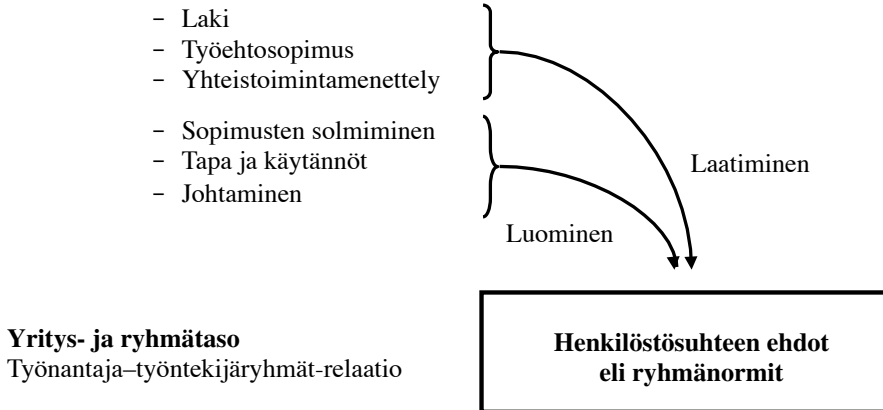 – Laki
– Työehtosopimus
– Yhteistoimintamenettely
– Sopimusten solmiminen
– Tapa ja käytännöt
– Johtaminen
Laatiminen
Luominen
Yritys- ja ryhmätaso
Työnantaja–työntekijäryhmät-relaatio
Henkilöstösuhteen ehdot
eli ryhmänormit